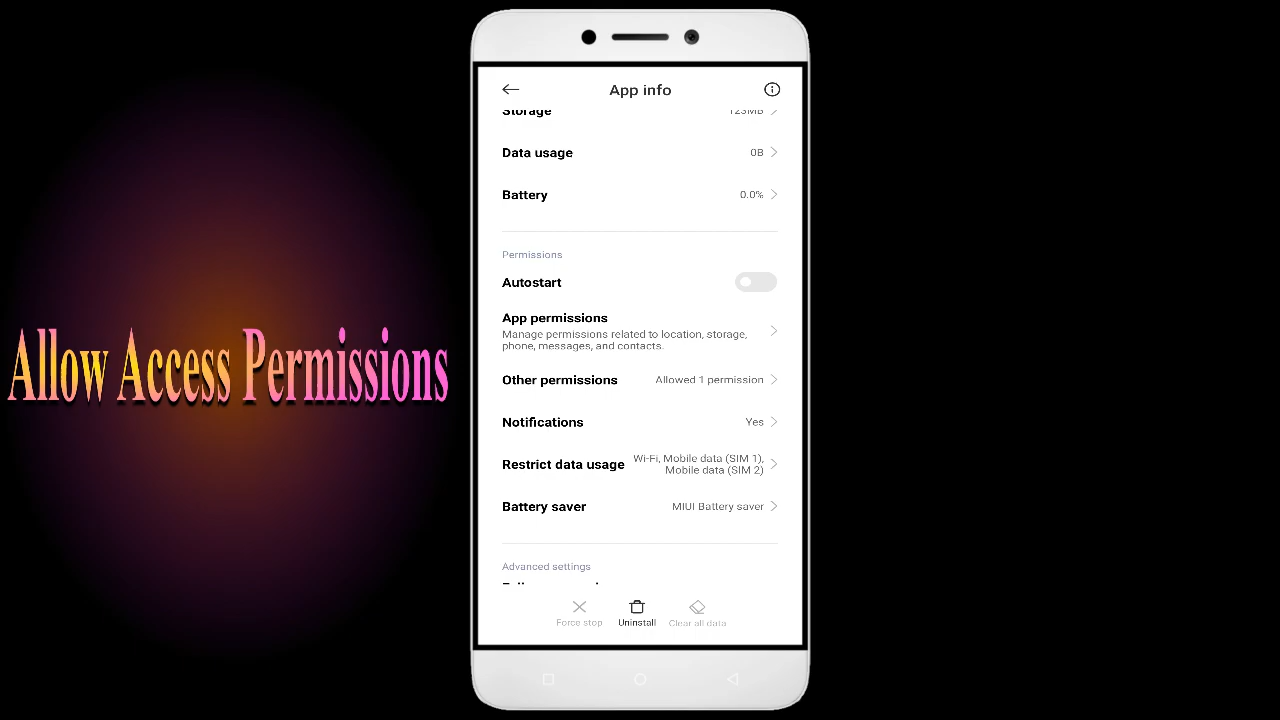 App info
Storage 123MB
Data usage 0B
Battery 0.0%
Permissions
Autostart
App permissions
Manage permissions related to location, storage,
phone, messages, and contacts.
Allow Access Permissions
Other permissions Allowed 1 permission
Notifications Yes
Restrict data usage Wi-Fi, Mobile data (SIM 1),
Mobile data (SIM 2)
Battery saver MIUI Battery saver
Advanced settings
Force stop Uninstall Clear all data